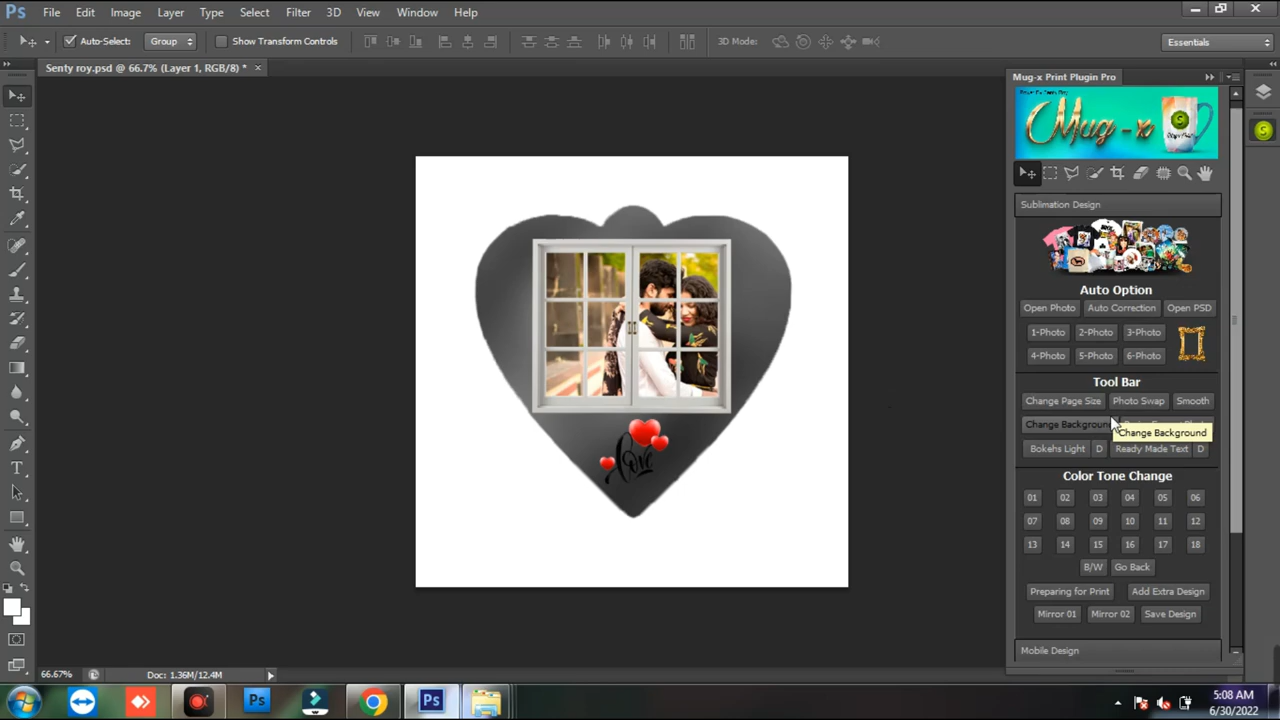 Ps File Edit Image Layer Type Select Filter 3D View Window Help
Auto-Select: Group Show Transform Controls 3D Mode: Essentials
Senty roy.psd @ 66.7% (Layer 1, RGB/8) *
Mug-x Print Plugin Pro
Mug - x
Sublimation Design
Auto Option
Open Photo Auto Correction Open PSD
1-Photo 2-Photo 3-Photo
4-Photo 5-Photo 6-Photo
Tool Bar
Change Page Size Photo Swap Smooth
Change Background
Change Background
Bokehs Light D Ready Made Text D
Color Tone Change
01 02 03 04 05 06
07 08 09 10 11 12
13 14 15 16 17 18
B/W Go Back
Preparing for Print Add Extra Design
Mirror 01 Mirror 02 Save Design
Mobile Design
Love
66.67% Doc: 1.36M/12.4M
Ps Ps
5:08 AM
6/30/2022